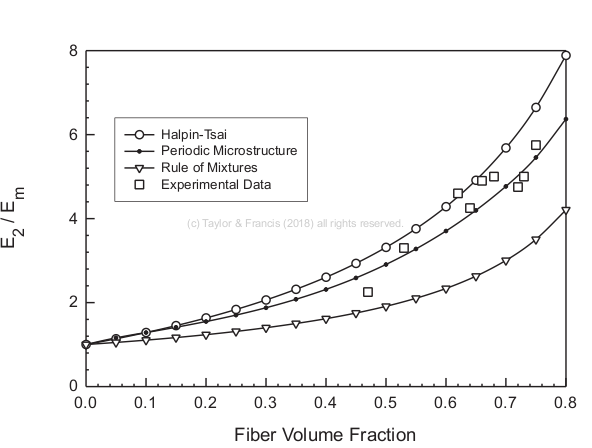 8
6
4
2
0
E2 / Em
Halpin-Tsai
Periodic Microstructure
Rule of Mixtures
Experimental Data
(c) Taylor & Francis (2018) all rights reserved.
0.0 0.1 0.2 0.3 0.4 0.5 0.6 0.7 0.8
Fiber Volume Fraction